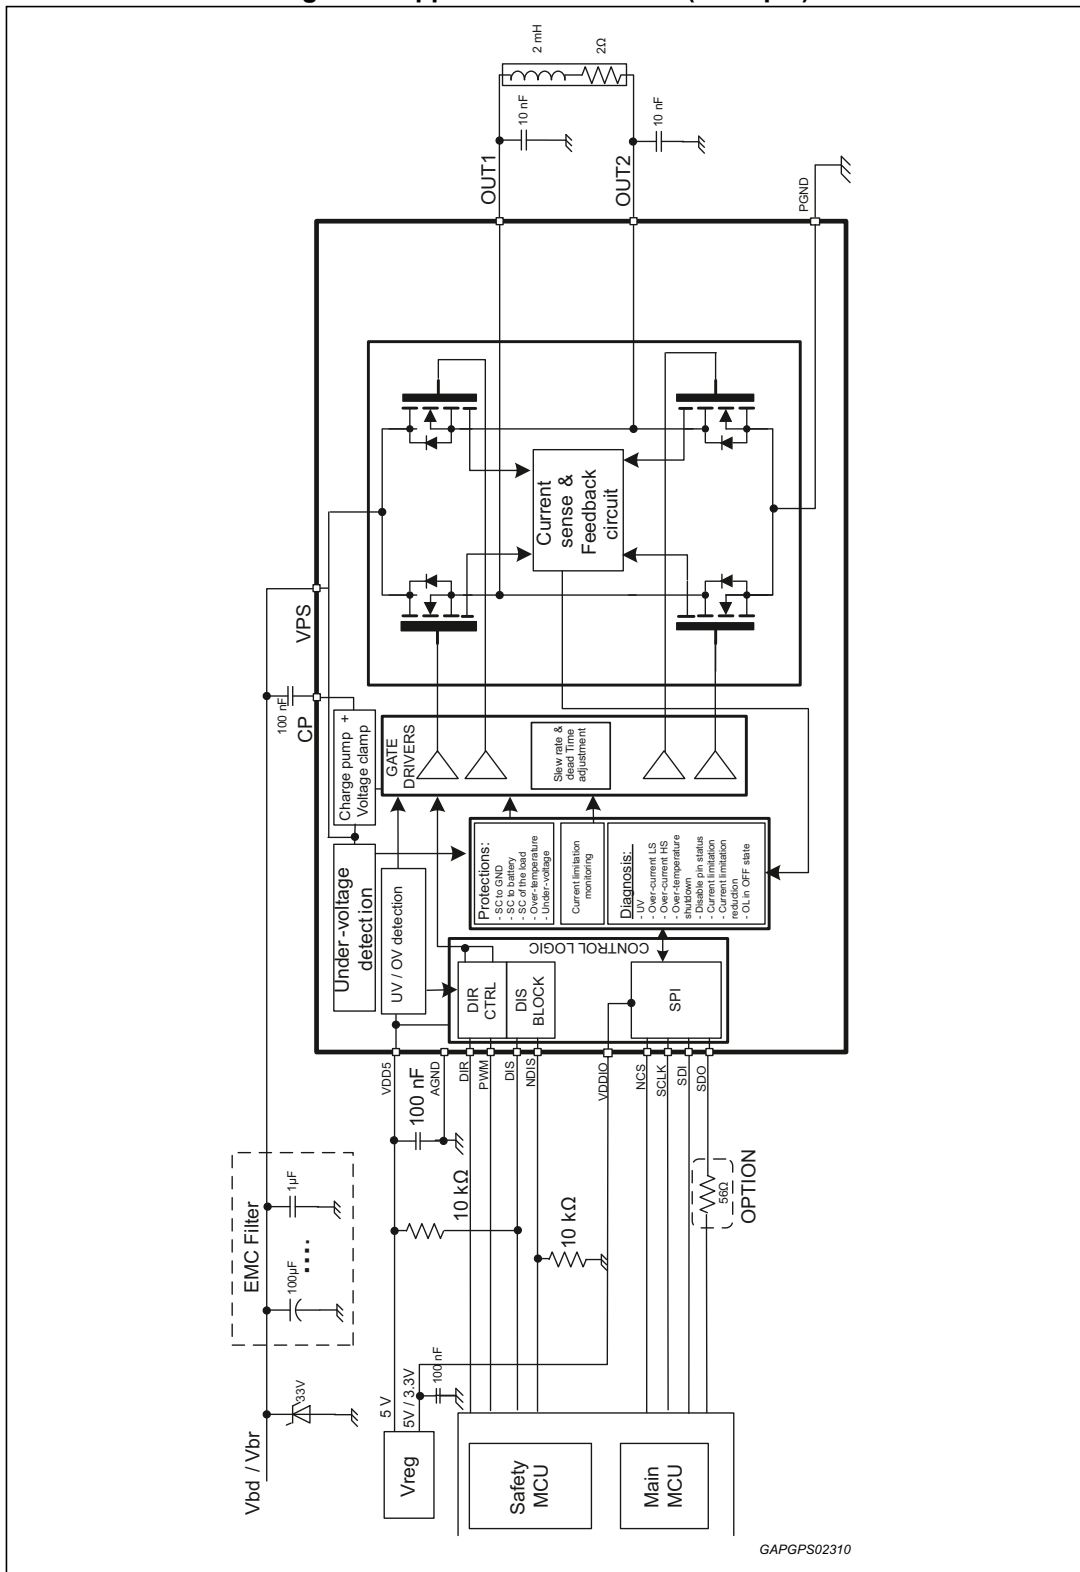 2 mH
2Ω
10 nF
10 nF
OUT1
OUT2
PGND
VPS
CP
100 nF
Current
sense &
Feedback
circuit
Charge pump +
Voltage clamp
GATE
DRIVERS
Slew rate &
dead Time
adjustment
Under-voltage
detection
UV / OV detection
Protections:
- SC to GND
- SC to battery
- SC of the load
- Over-temperature
- Under-voltage
Current limitation
monitoring
Diagnosis:
- UV
- Over-current LS
- Over-current HS
- Over-temperature
shutdown
- Disable pin status
- Current limitation
- Current limitation
reduction
- OL in OFF state
CONTROL LOGIC
DIR
CTRL
DIS
BLOCK
SPI
VDD5
AGND
DIR
PWM
DIS
NDIS
VDDIO
NCS
SCLK
SDI
SDO
100 nF
10 kΩ
10 kΩ
56Ω
OPTION
EMC Filter
1µF
100µF
....
33V
Vbd / Vbr
5 V
5V / 3.3V
100 nF
Vreg
Safety
MCU
Main
MCU
GAPGPS02310